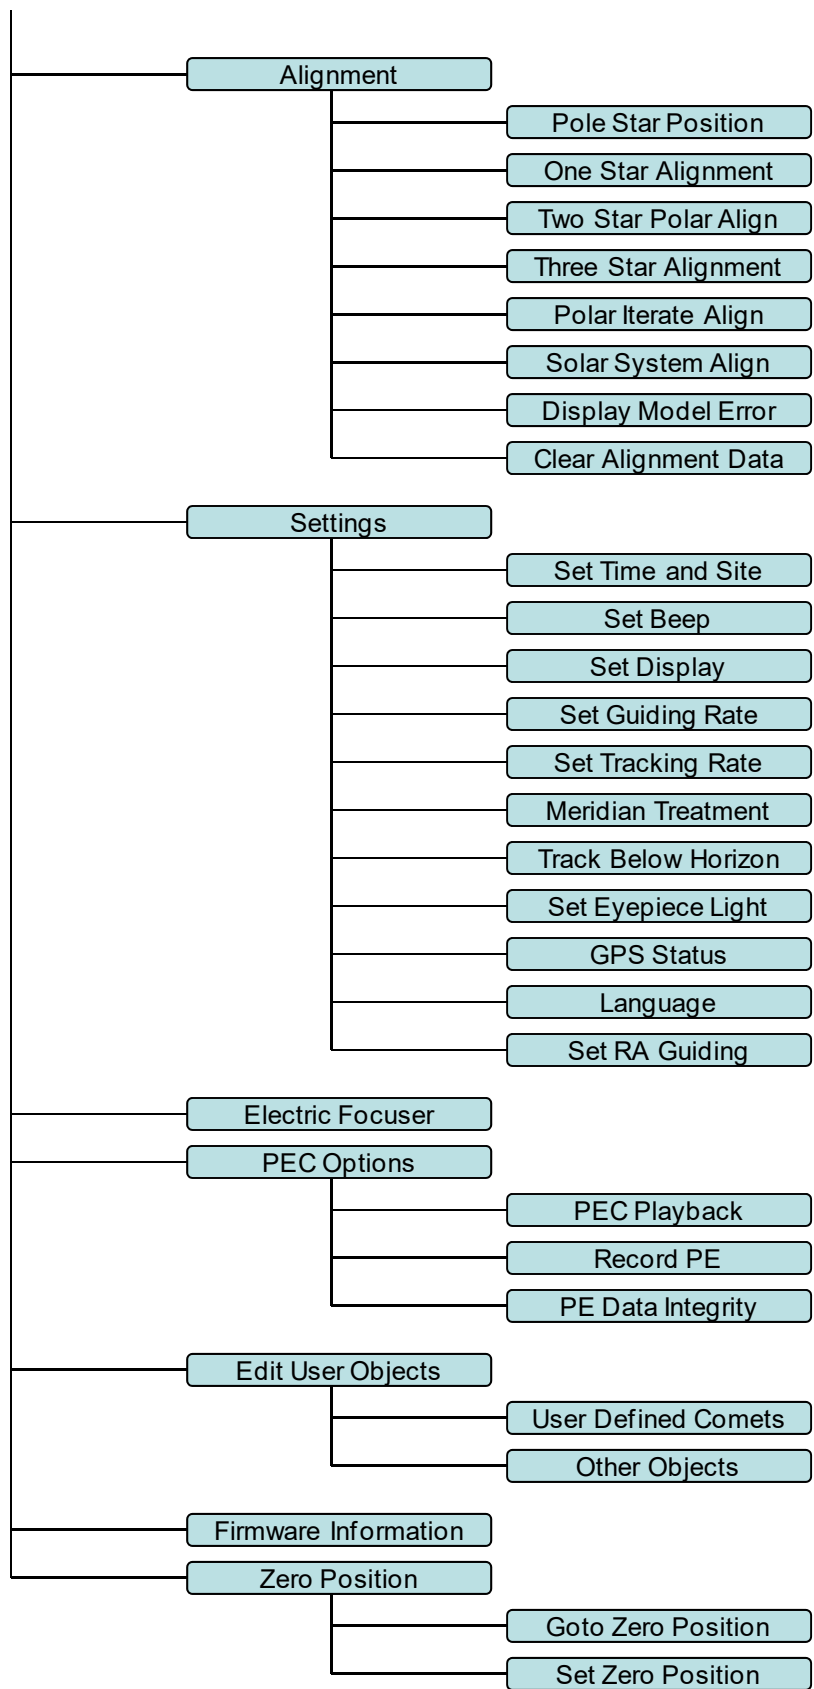 Alignment
Pole Star Position
One Star Alignment
Two Star Polar Align
Three Star Alignment
Polar Iterate Align
Solar System Align
Display Model Error
Clear Alignment Data
Settings
Set Time and Site
Set Beep
Set Display
Set Guiding Rate
Set Tracking Rate
Meridian Treatment
Track Below Horizon
Set Eyepiece Light
GPS Status
Language
Set RA Guiding
Electric Focuser
PEC Options
PEC Playback
Record PE
PE Data Integrity
Edit User Objects
User Defined Comets
Other Objects
Firmware Information
Zero Position
Goto Zero Position
Set Zero Position